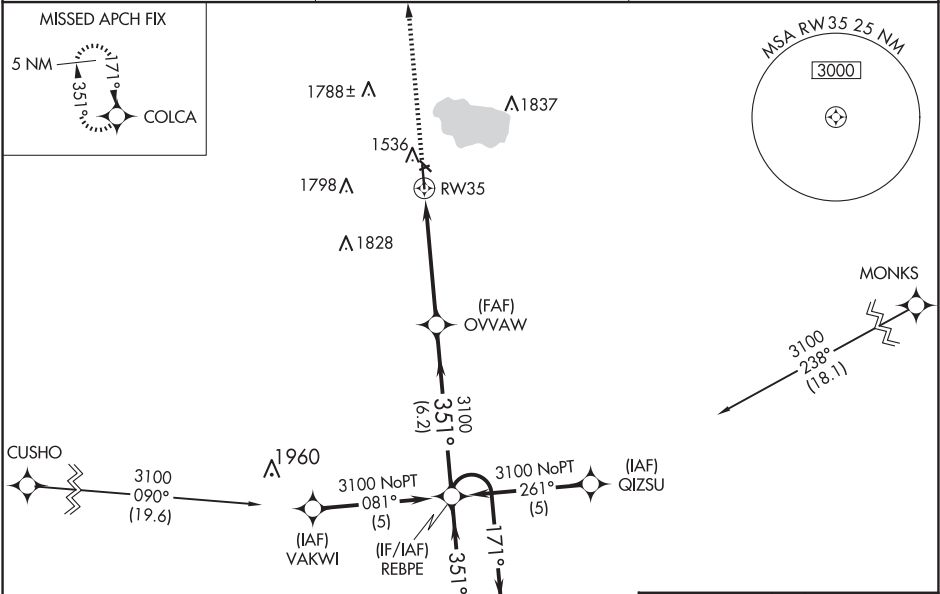 MISSED APCH FIX
5 NM
171°
351°
COLCA
MSA RW35 25 NM
3000
1788±
1837
1536
1798
RW35
1828
MONKS
(FAF)
OVVAW
3100
238°
(18.1)
3100
351°
(6.2)
CUSHO
1960
3100
090°
(19.6)
3100 NoPT
081°
(5)
3100 NoPT
261°
(5)
(IAF)
QIZSU
(IAF)
VAKWI
(IF/IAF)
REBPE
351°
171°